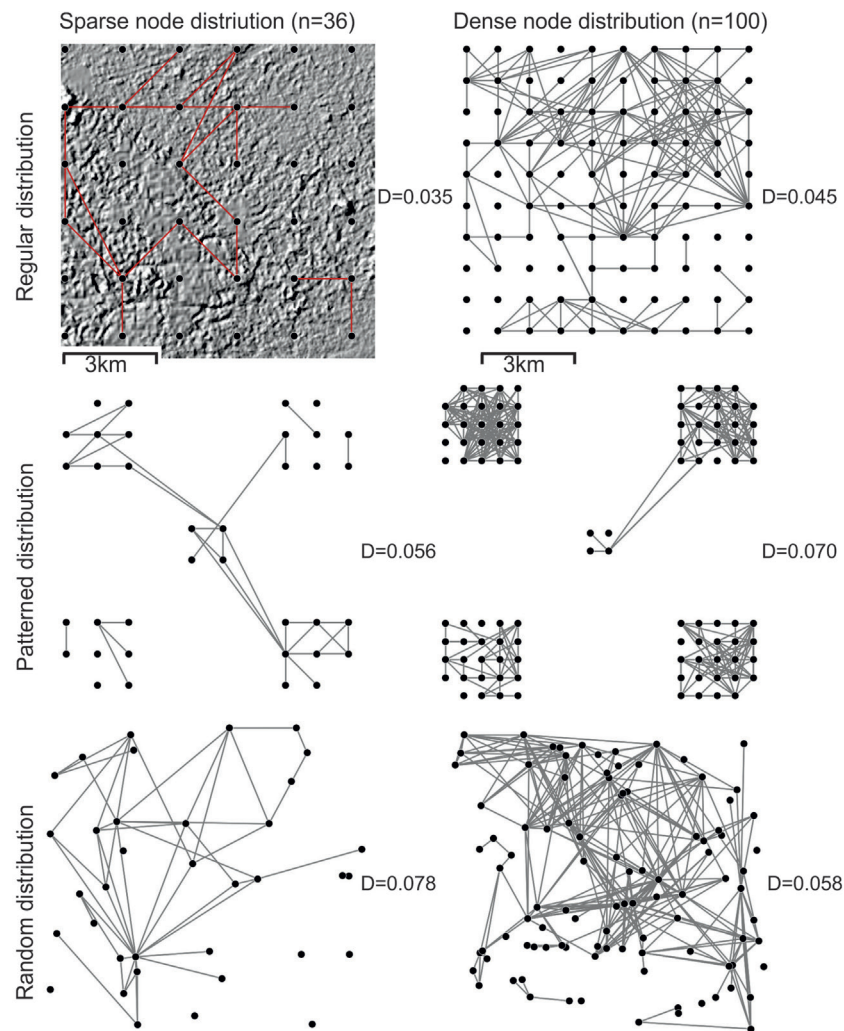 Sparse node distriution (n=36)
Dense node distribution (n=100)
Regular distribution
D=0.035
D=0.045
3km
3km
Patterned distribution
D=0.056
D=0.070
Random distribution
D=0.078
D=0.058